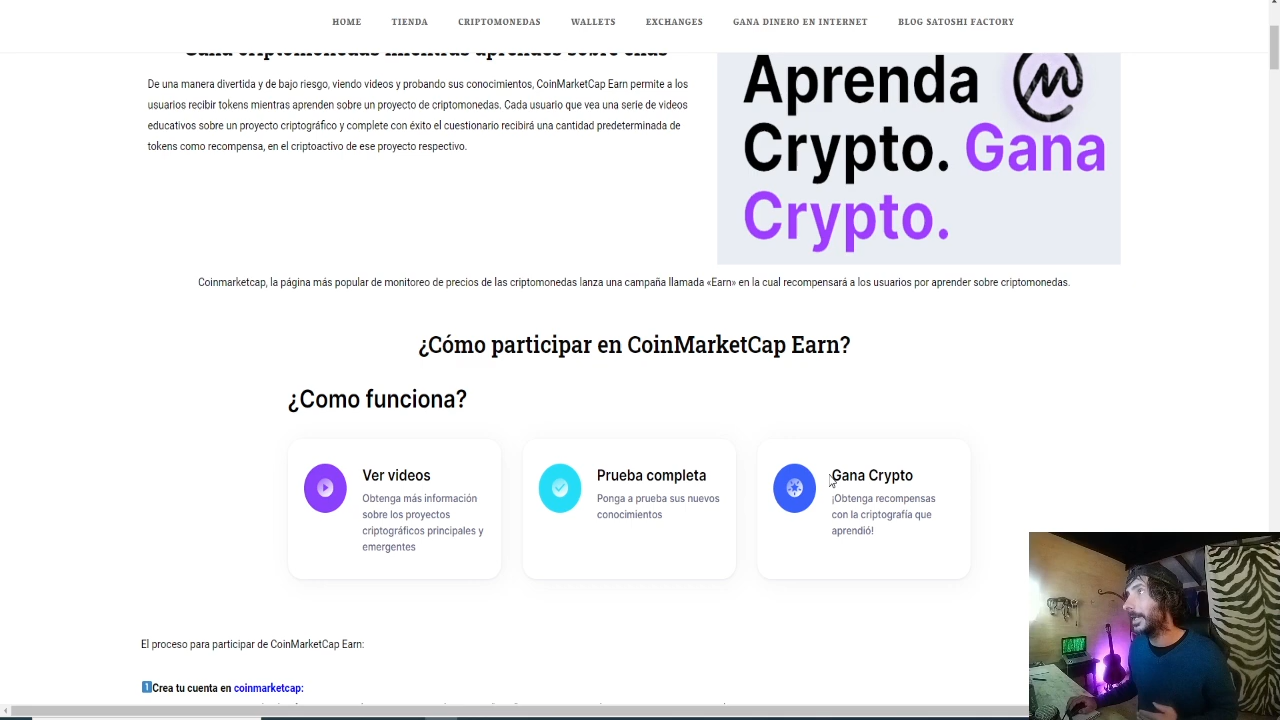 HOME TIENDA CRIPTOMONEDAS WALLETS EXCHANGES GANA DINERO EN INTERNET BLOG SATOSHI FACTORY
Gana criptomonedas mientras aprendes sobre ellas
De una manera divertida y de bajo riesgo, viendo videos y probando sus conocimientos, CoinMarketCap Earn permite a los
usuarios recibir tokens mientras aprenden sobre un proyecto de criptomonedas. Cada usuario que vea una serie de videos
educativos sobre un proyecto criptográfico y complete con éxito el cuestionario recibirá una cantidad predeterminada de
tokens como recompensa, en el criptoactivo de ese proyecto respectivo.
Aprenda
Crypto. Gana
Crypto.
Coinmarketcap, la página más popular de monitoreo de precios de las criptomonedas lanza una campaña llamada «Earn» en la cual recompensará a los usuarios por aprender sobre criptomonedas.
¿Cómo participar en CoinMarketCap Earn?
¿Como funciona?
Ver videos
Obtenga más información
sobre los proyectos
criptográficos principales y
emergentes
Prueba completa
Ponga a prueba sus nuevos
conocimientos
Gana Crypto
¡Obtenga recompensas
con la criptografía que
aprendió!
El proceso para participar de CoinMarketCap Earn:
1 Crea tu cuenta en coinmarketcap: